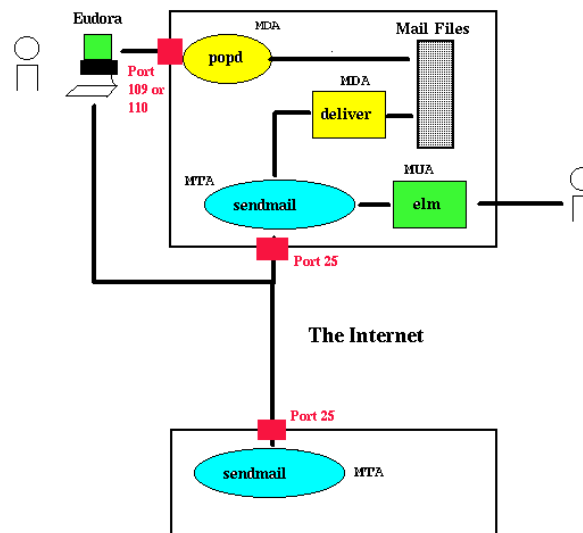 Eudora
MDA
Mail Files
popd
Port
109 or
110
MDA
deliver
MUA
MTA
sendmail
elm
Port 25
The Internet
Port 25
sendmail
MTA